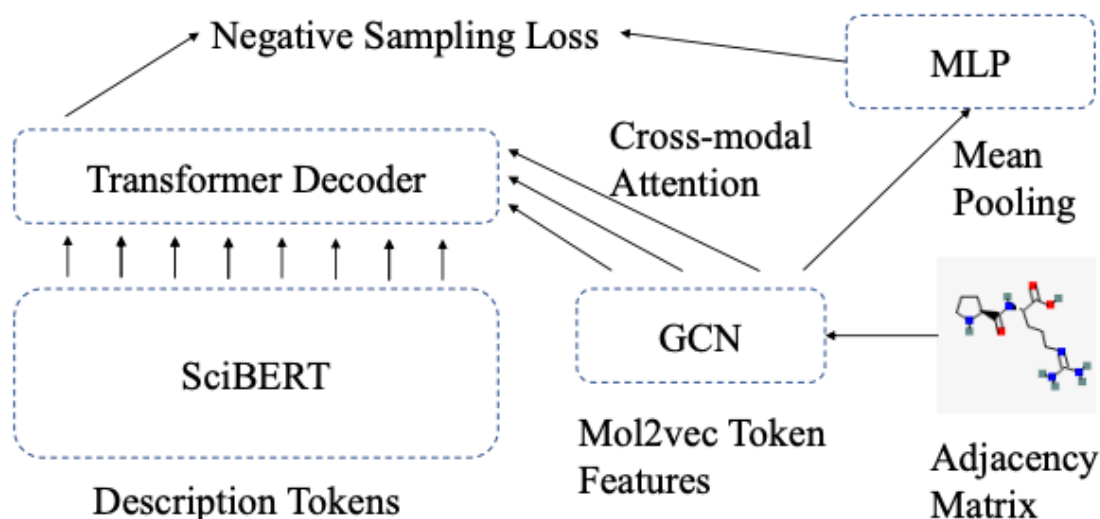 Negative Sampling Loss
MLP
Transformer Decoder
Cross-modal
Attention
Mean
Pooling
SciBERT
GCN
Mol2vec Token
Features
Adjacency
Matrix
Description Tokens